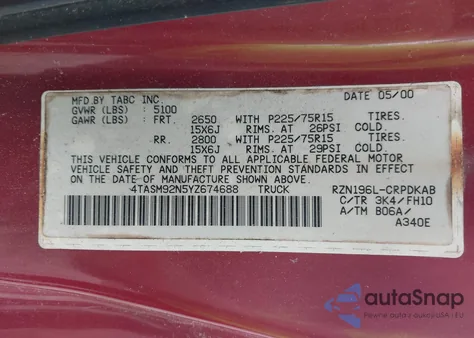 MFD.BY TABC INC. DATE 05/00
GVWR (LBS) : 5100
GAWR (LBS) : FRT. 2650 WITH P225/75R15 TIRES.
15X6J RIMS. AT 26PSI COLD.
RR. 2800 WITH P225/75R15 TIRES.
15X6J RIMS. AT 29PSI COLD.
THIS VEHICLE CONFORMS TO ALL APPLICABLE FEDERAL MOTOR
VEHICLE SAFETY AND THEFT PREVENTION STANDARDS IN EFFECT
ON THE DATE OF MANUFACTURE SHOWN ABOVE.
4TASM92N5YZ674688 TRUCK RZN196L-CRPDKAB
C/TR 3K4/FH10
A/TM B06A/
A340E
autoSnap